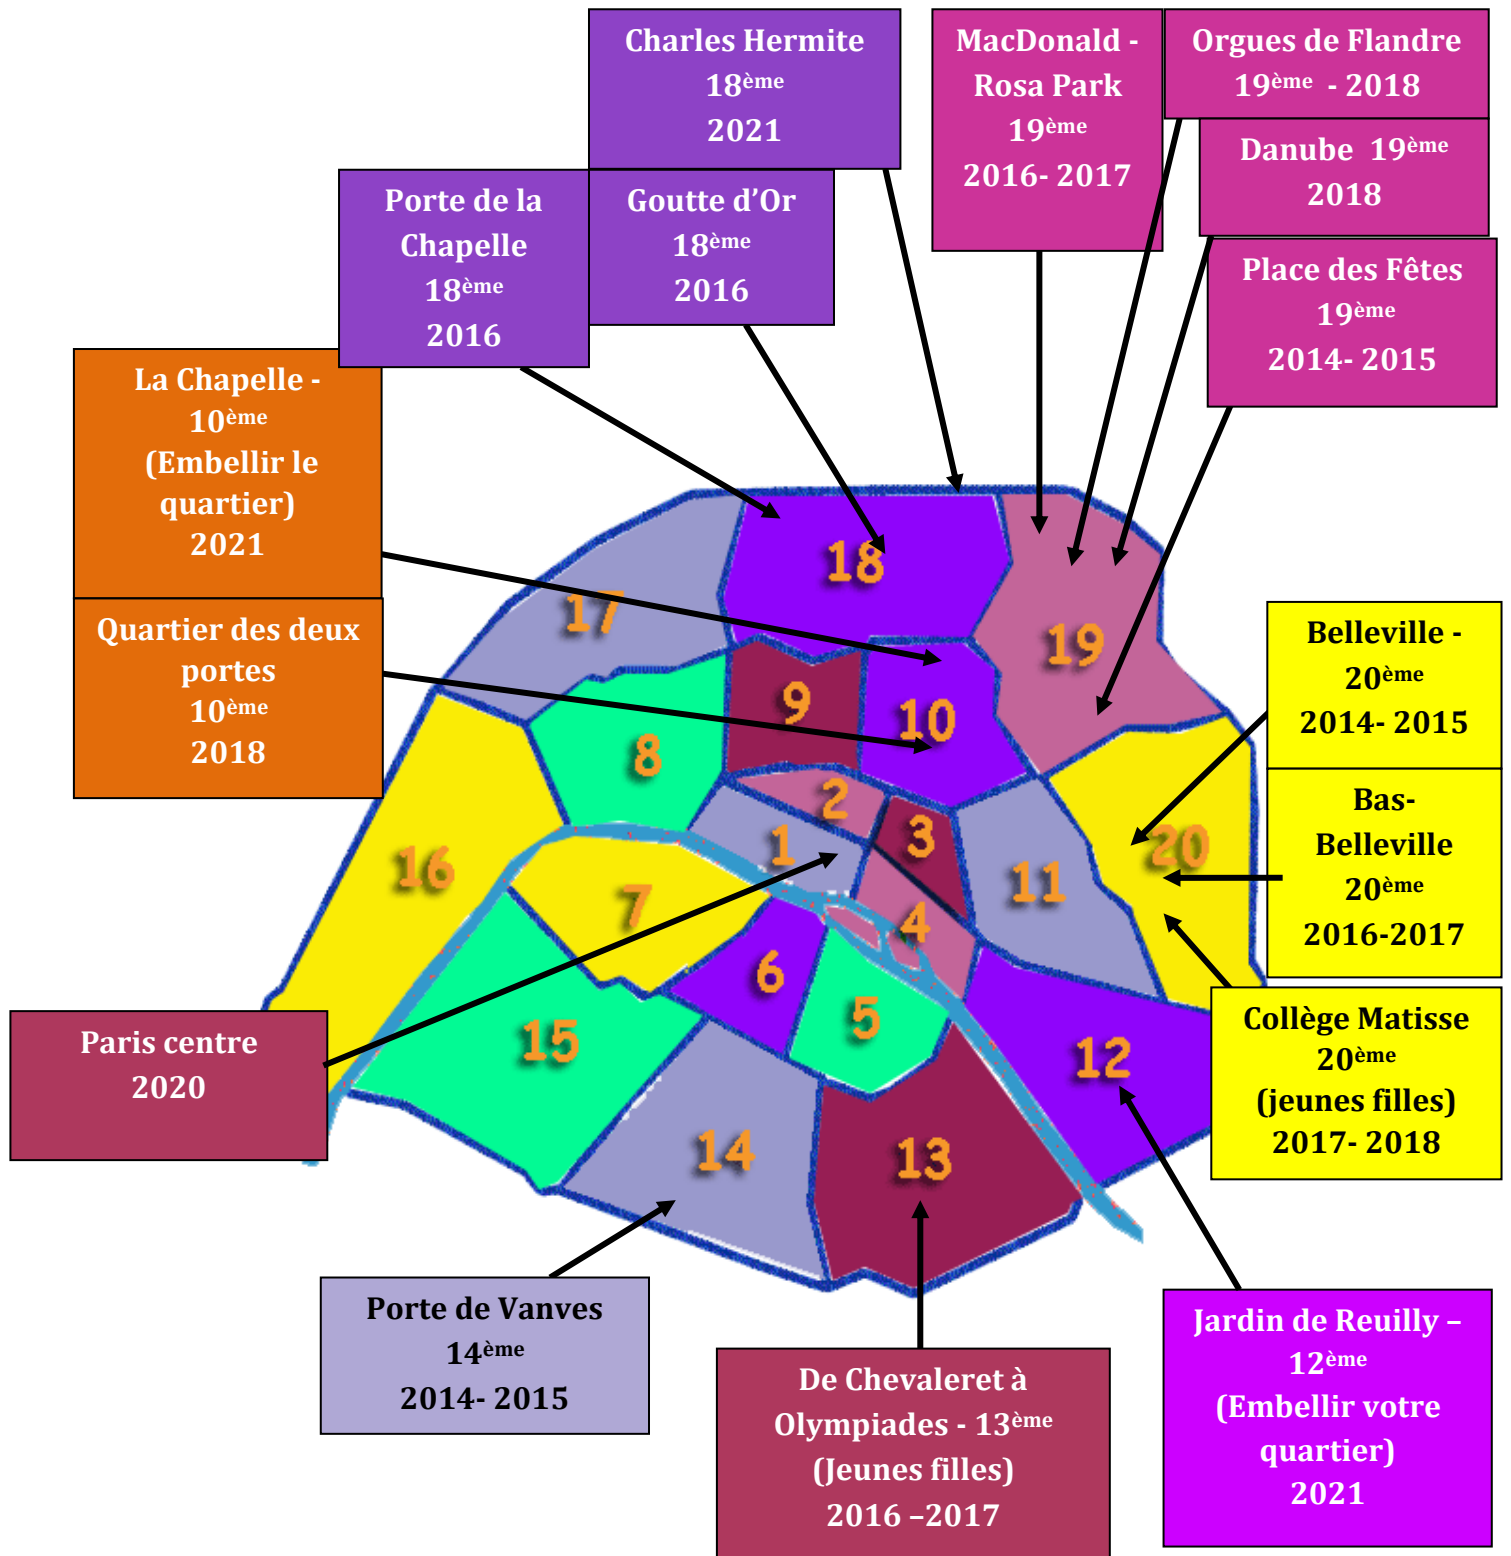 Charles Hermite
18ème
2021
MacDonald -
Rosa Park
19ème
2016- 2017
Orgues de Flandre
19ème - 2018
Danube 19ème
2018
Porte de la
Chapelle
18ème
2016
Goutte d’Or
18ème
2016
Place des Fêtes
19ème
2014- 2015
La Chapelle -
10ème
(Embellir le
quartier)
2021
Quartier des deux
portes
10ème
2018
Belleville -
20ème
2014- 2015
Bas-
Belleville
20ème
2016-2017
Collège Matisse
20ème
(jeunes filles)
2017- 2018
Paris centre
2020
Porte de Vanves
14ème
2014- 2015
De Chevaleret à
Olympiades - 13ème
(Jeunes filles)
2016 –2017
Jardin de Reuilly –
12ème
(Embellir votre
quartier)
2021
18
17
19
9
10
8
2
1
3
20
16
7
11
4
6
5
15
12
14
13